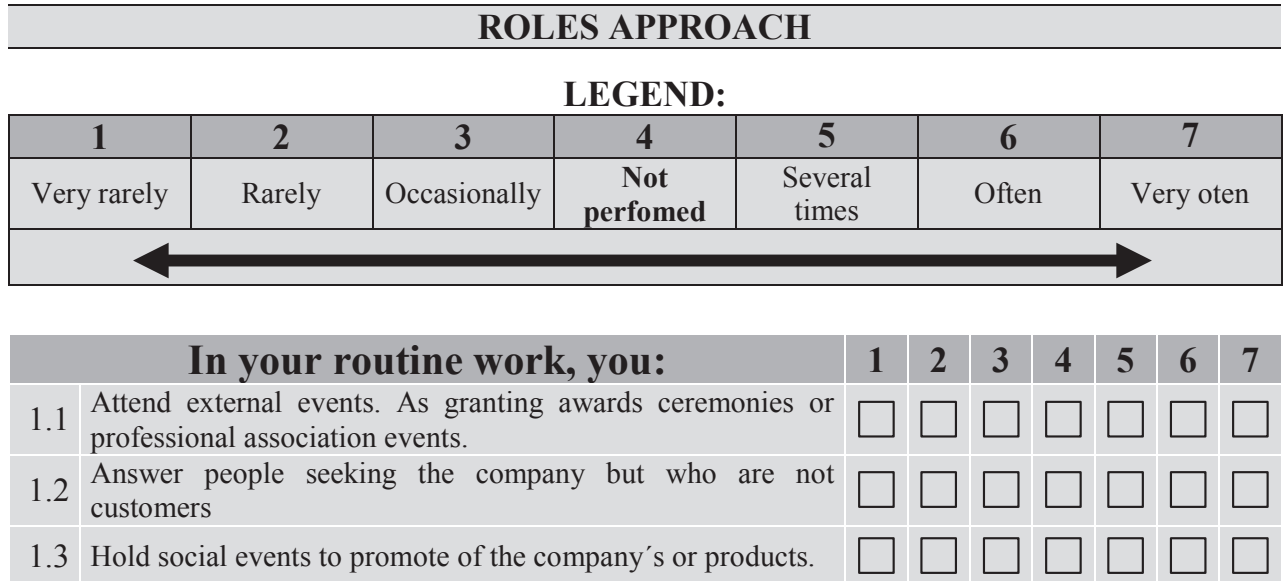 ROLES APPROACH
LEGEND:
1 2 3 4 5 6 7
Very rarely Rarely Occasionally Not perfomed Several times Often Very oten
In your routine work, you: 1 2 3 4 5 6 7
1.1 Attend external events. As granting awards ceremonies or
professional association events.
1.2 Answer people seeking the company but who are not
customers
1.3 Hold social events to promote of the company´s or products.